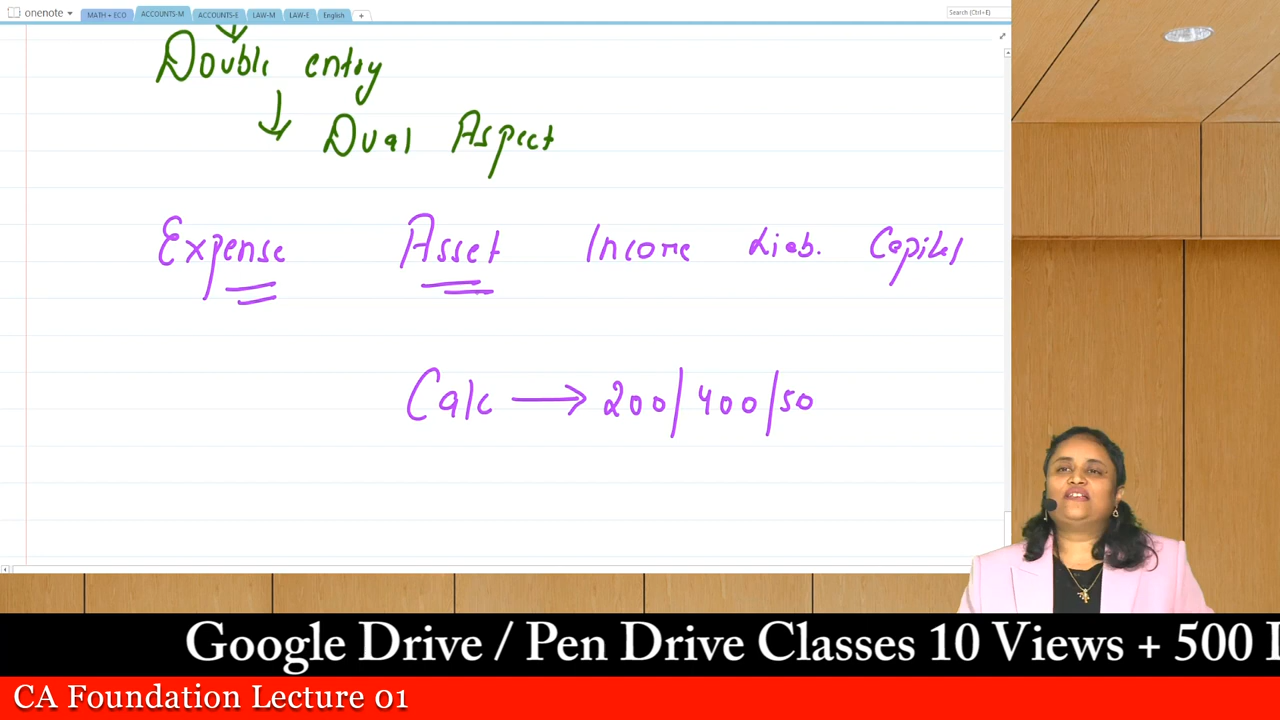 onenote MATH + ECO ACCOUNTS-M ACCOUNTS-E LAW-M LAW-E English + Search (Ctrl+E)
Double entry
Dual Aspect
Expense Asset Income Liab. Capital
Calc → 200/400/50
Google Drive / Pen Drive Classes 10 Views + 500
CA Foundation Lecture 01